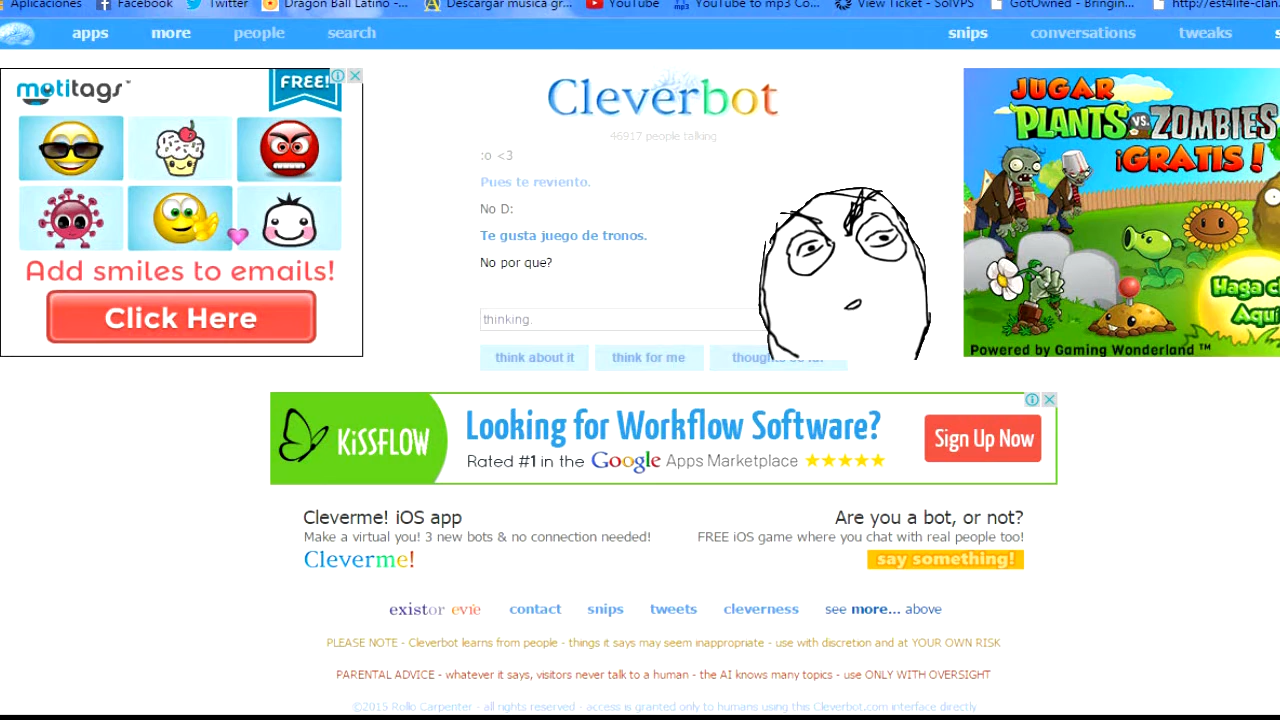 Aplicaciones Facebook Twitter Dragon Ball Latino -... Descargar musica gr... YouTube YouTube to mp3 Co... View Ticket - SolVPS GotOwned - Bringin... http://est4life-clan.
apps more people search snips conversations tweaks
motitags™ FREE!
Add smiles to emails!
Click Here
Cleverbot
46917 people talking
:o <3
Pues te reviento.
No D:
Te gusta juego de tronos.
No por que?
thinking.
think about it think for me thoughts so far
JUGAR
PLANTS VS. ZOMBIES
¡GRATIS!
Haga c
Aquí
Powered by Gaming Wonderland ™
KiSSFLOW
Looking for Workflow Software?
Rated #1 in the Google Apps Marketplace
Sign Up Now
Cleverme! iOS app
Make a virtual you! 3 new bots & no connection needed!
Cleverme!
Are you a bot, or not?
FREE iOS game where you chat with real people too!
say something!
existor evie contact snips tweets cleverness see more... above
PLEASE NOTE - Cleverbot learns from people - things it says may seem inappropriate - use with discretion and at YOUR OWN RISK
PARENTAL ADVICE - whatever it says, visitors never talk to a human - the AI knows many topics - use ONLY WITH OVERSIGHT
©2015 Rollo Carpenter - all rights reserved - access is granted only to humans using this Cleverbot.com interface directly